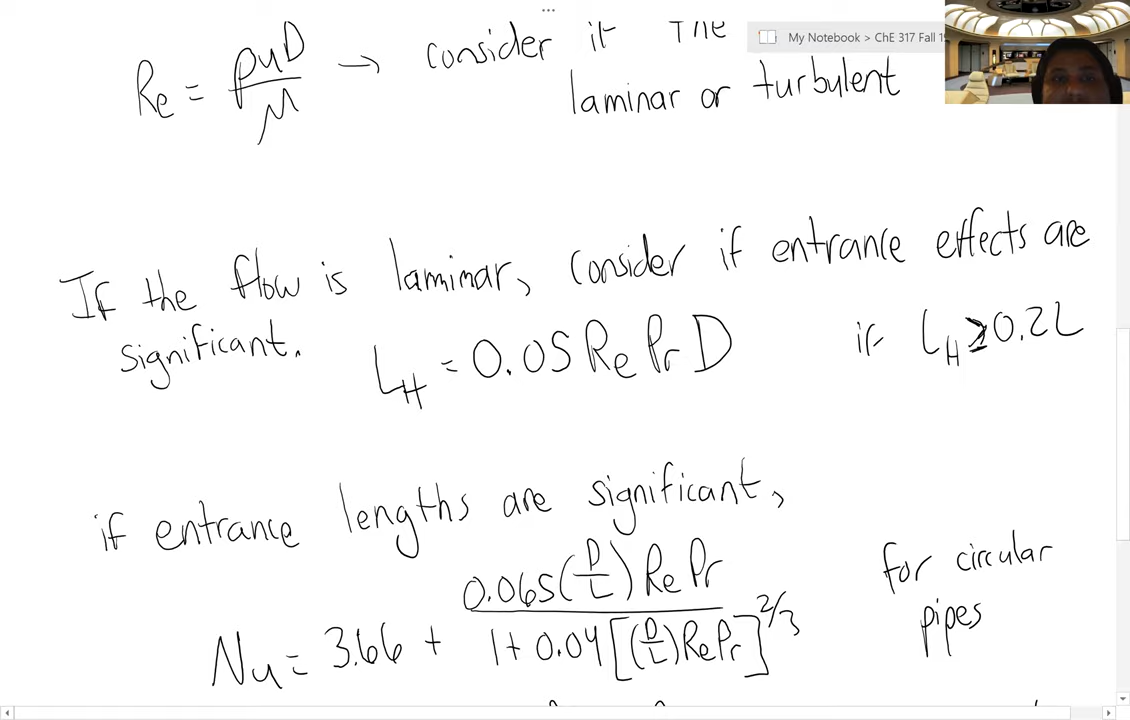 consider if The
My Notebook > ChE 317 Fall 19
Re = ρuD/μ →
laminar or turbulent
If the flow is laminar, consider if entrance effects are
significant.
L_H = 0.05 Re Pr D
if L_H ≥ 0.2L
if entrance lengths are significant,
Nu = 3.66 + 0.065(D/L) Re Pr / 1 + 0.04[(D/L) Re Pr]^2/3
for circular
pipes